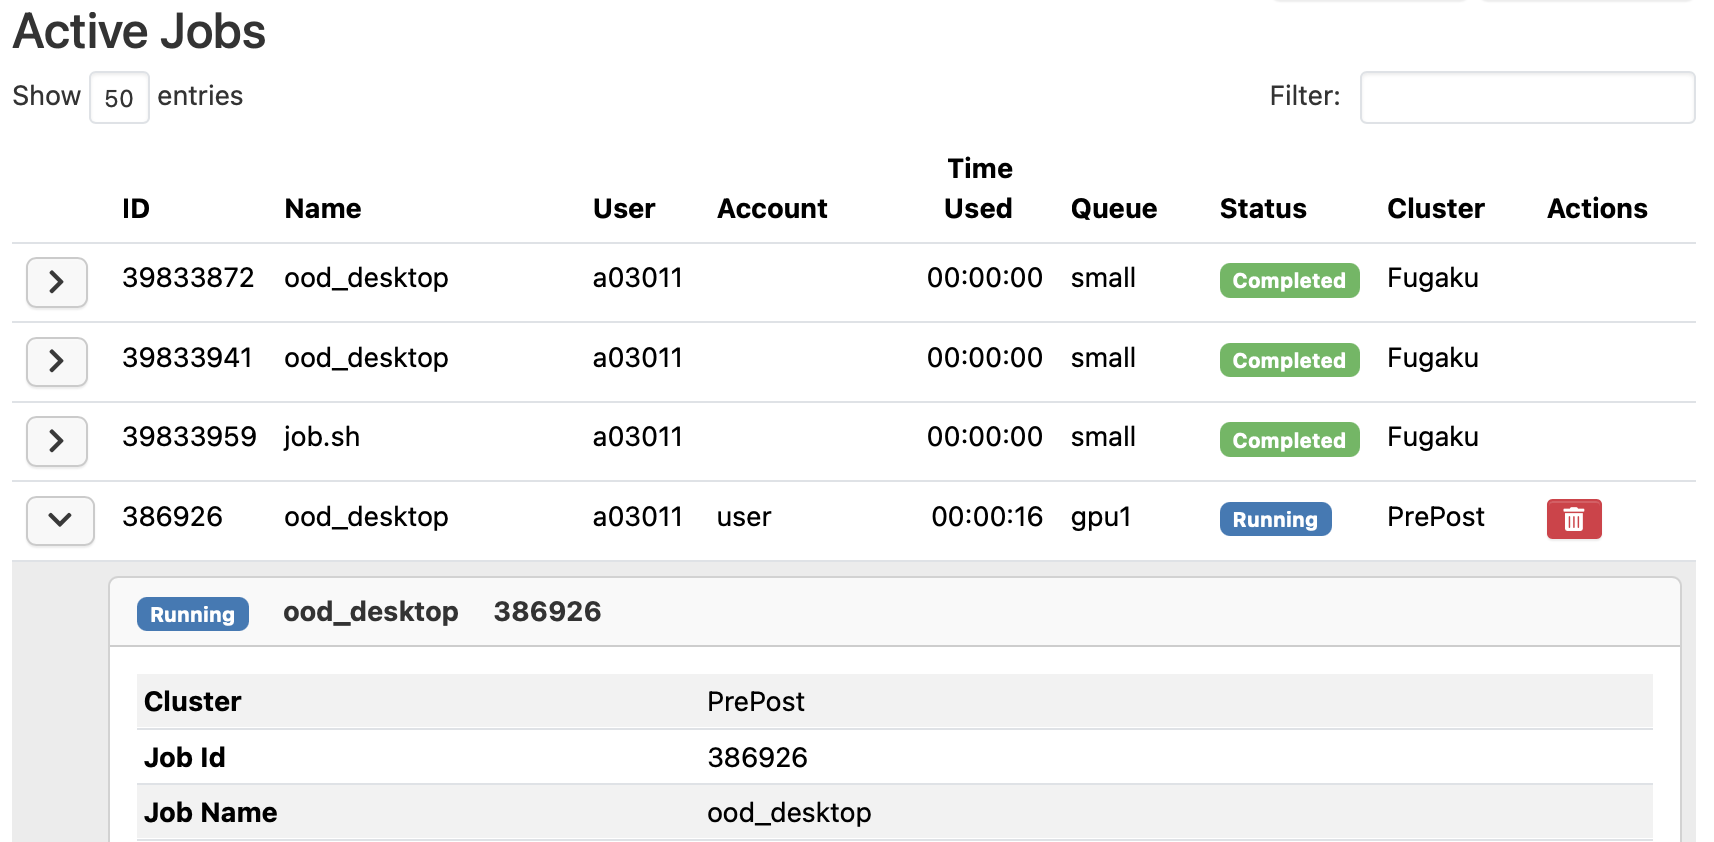 Active Jobs
Show 50 entries Filter:
ID Name User Account Time Used Queue Status Cluster Actions
39833872 ood_desktop a03011 00:00:00 small Completed Fugaku
39833941 ood_desktop a03011 00:00:00 small Completed Fugaku
39833959 job.sh a03011 00:00:00 small Completed Fugaku
386926 ood_desktop a03011 user 00:00:16 gpu1 Running PrePost
Running ood_desktop 386926
Cluster PrePost
Job Id 386926
Job Name ood_desktop